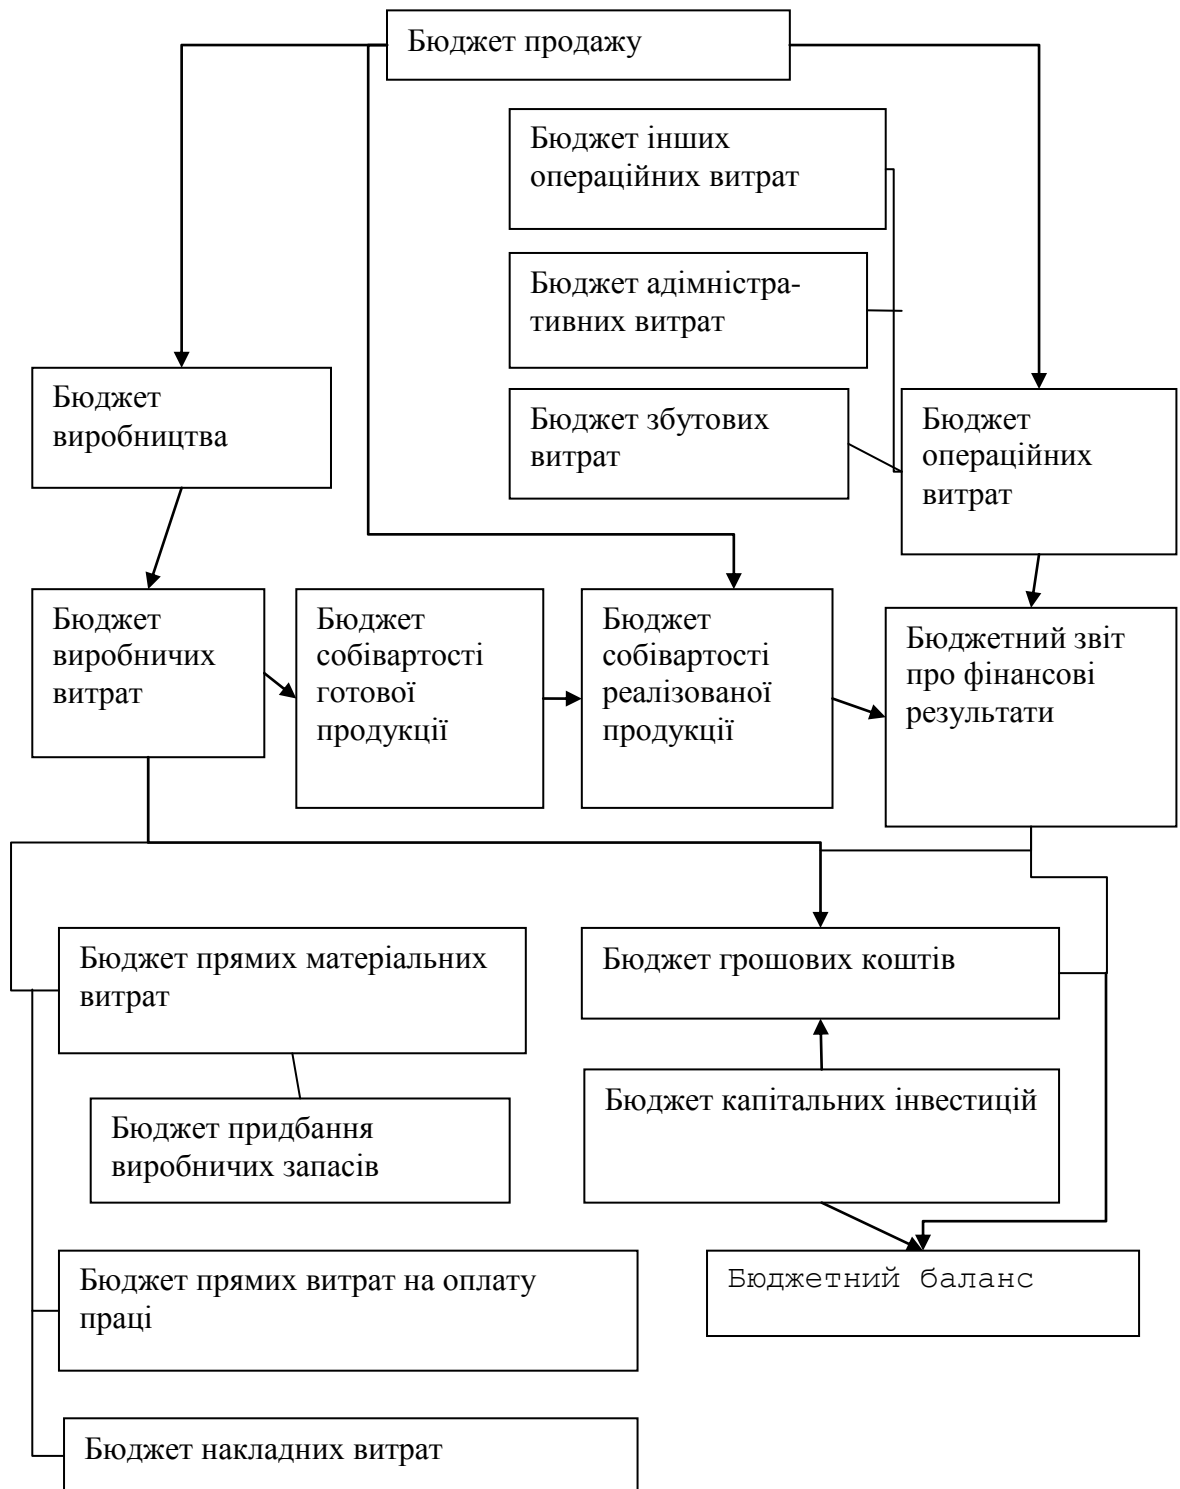 Бюджет продажу
Бюджет інших
операційних витрат
Бюджет адімністра-
тивних витрат
Бюджет
виробництва
Бюджет збутових
витрат
Бюджет
операційних
витрат
Бюджет
виробничих
витрат
Бюджет
собівартості
готової
продукції
Бюджет
собівартості
реалізованої
продукції
Бюджетний звіт
про фінансові
результати
Бюджет прямих матеріальних
витрат
Бюджет грошових коштів
Бюджет придбання
виробничих запасів
Бюджет капітальних інвестицій
Бюджет прямих витрат на оплату
праці
Бюджетний баланс
Бюджет накладних витрат